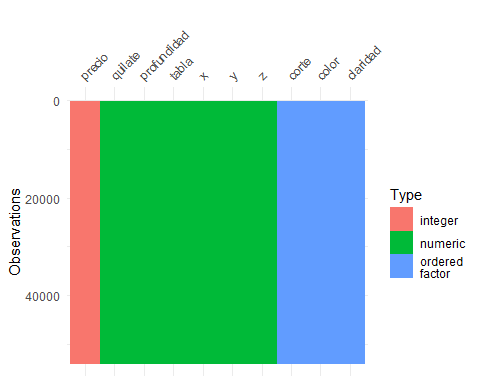 precio
quilate
profundidad
tabla
x
y
z
corte
color
claridad
0
20000
40000
Observations
Type
integer
numeric
ordered
factor